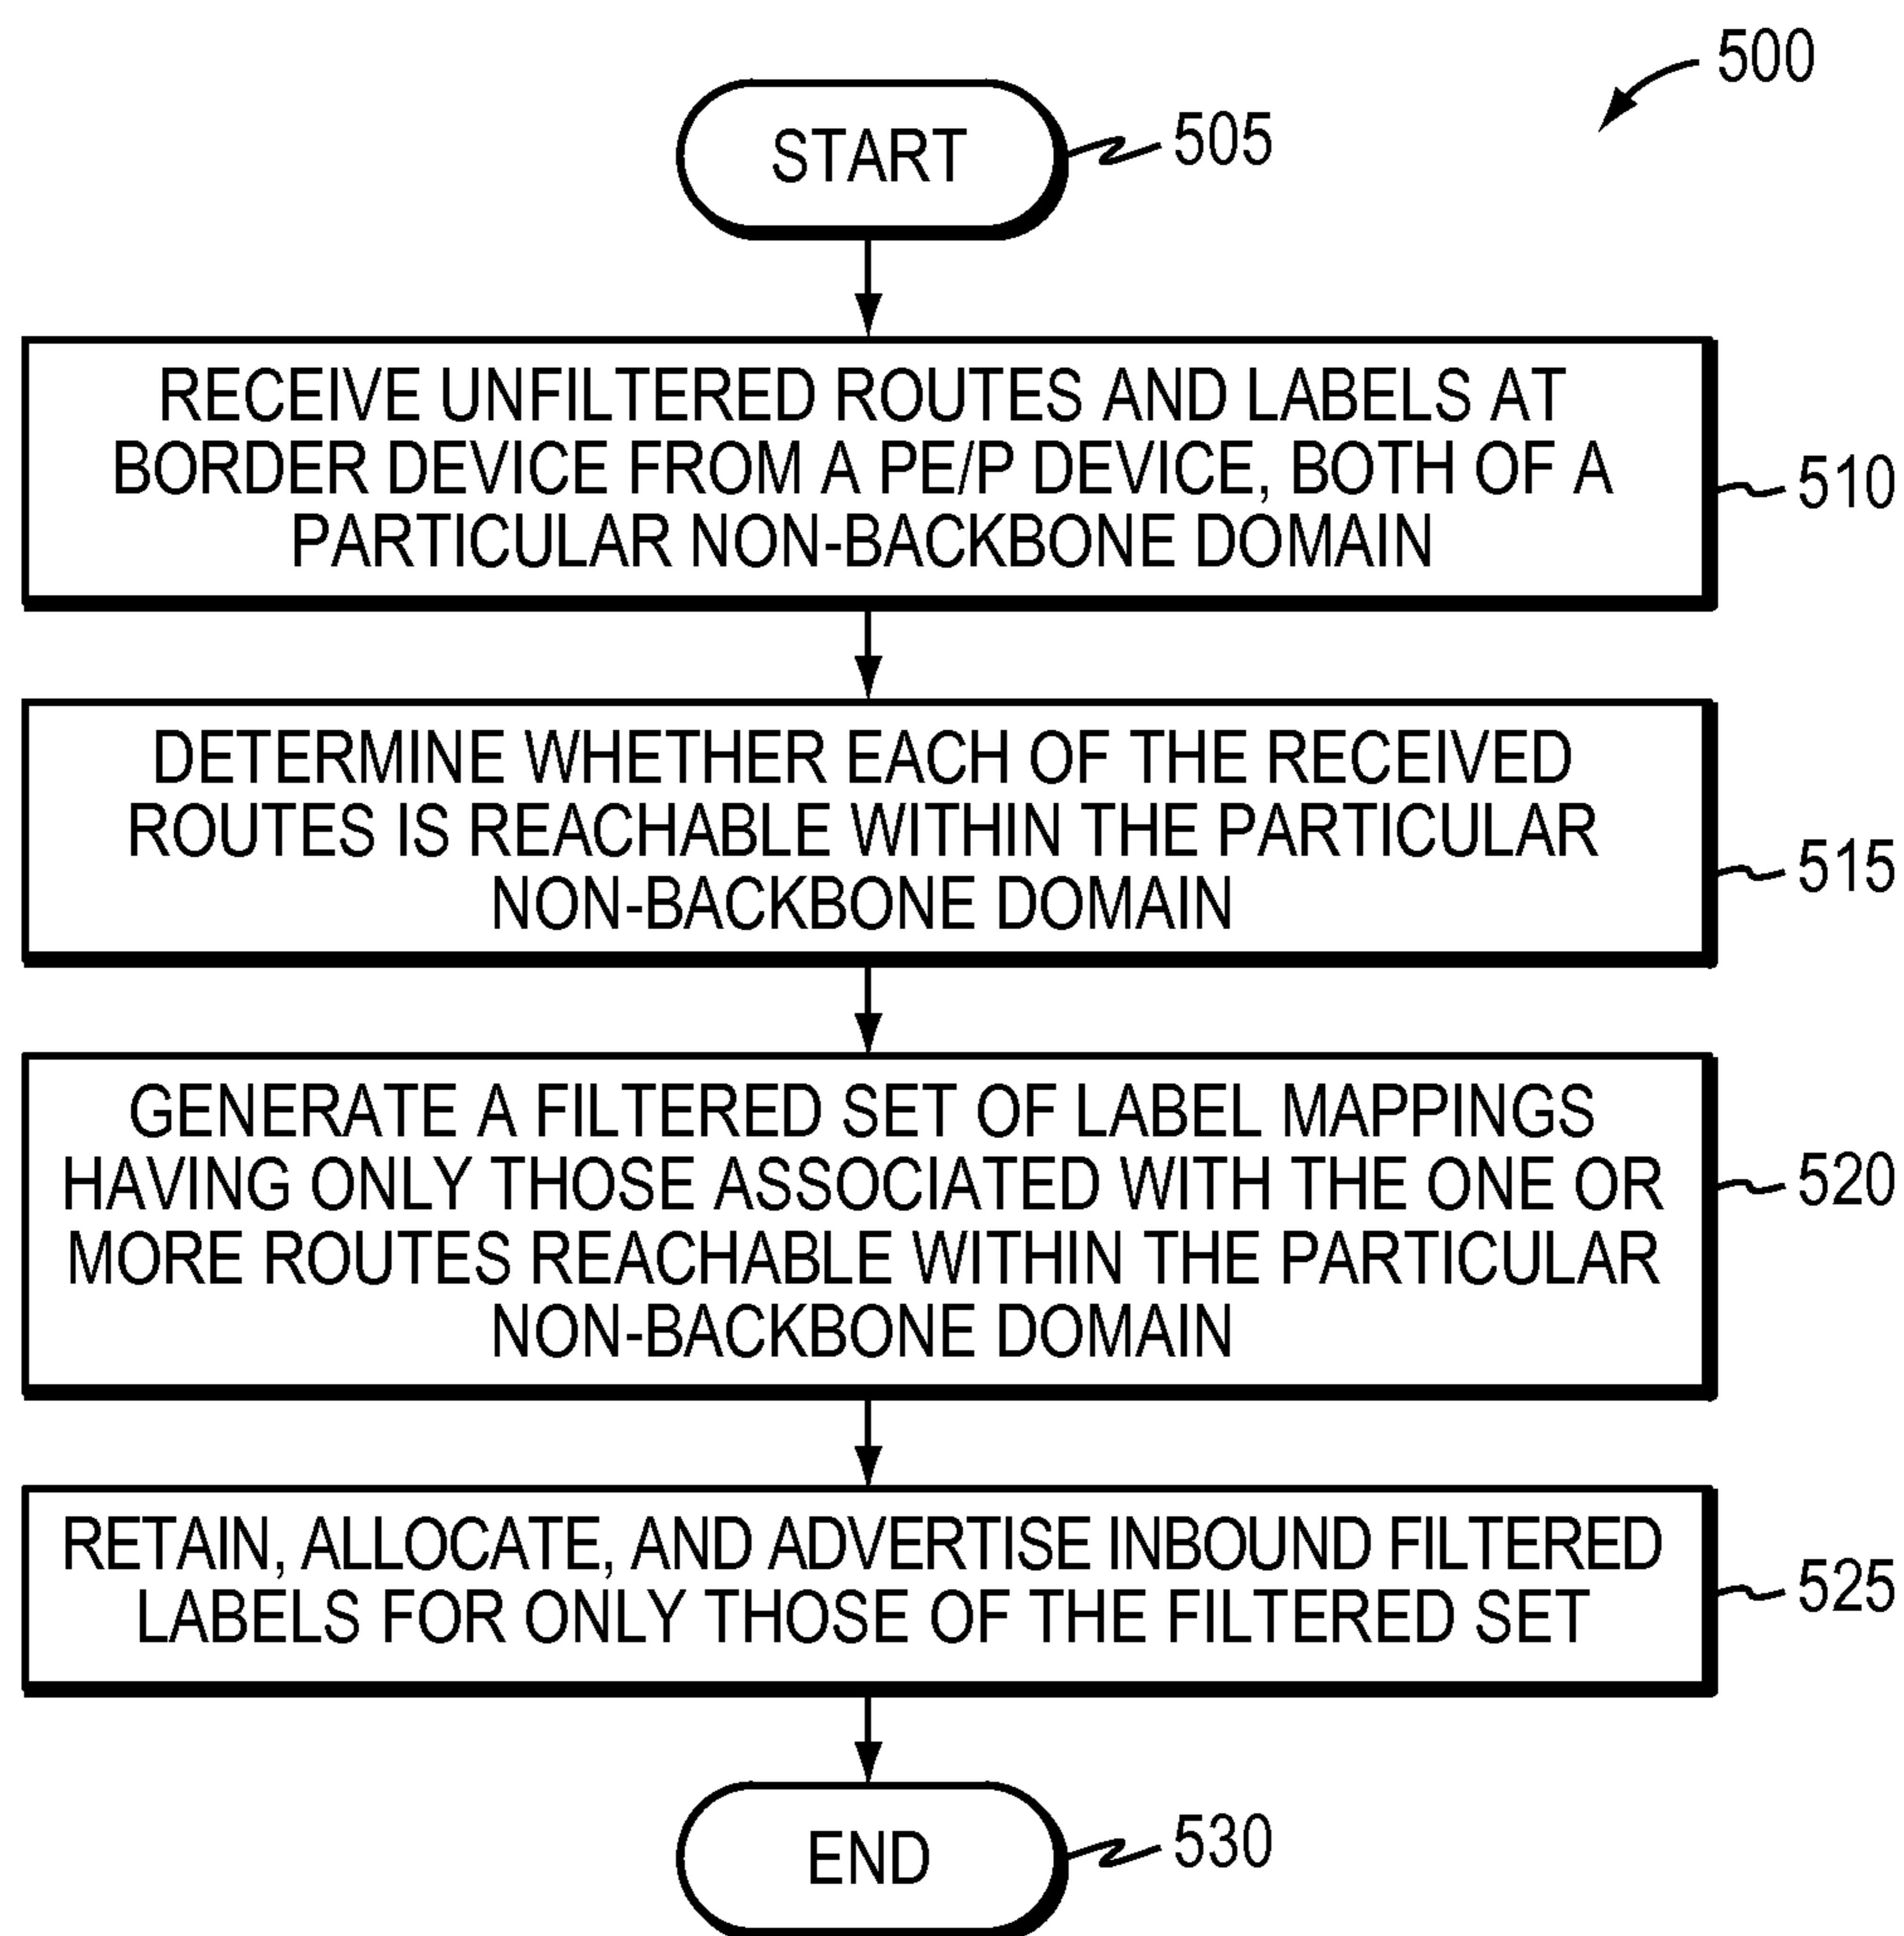 500
START
505
RECEIVE UNFILTERED ROUTES AND LABELS AT
BORDER DEVICE FROM A PE/P DEVICE, BOTH OF A
PARTICULAR NON-BACKBONE DOMAIN
510
DETERMINE WHETHER EACH OF THE RECEIVED
ROUTES IS REACHABLE WITHIN THE PARTICULAR
NON-BACKBONE DOMAIN
515
GENERATE A FILTERED SET OF LABEL MAPPINGS
HAVING ONLY THOSE ASSOCIATED WITH THE ONE OR
MORE ROUTES REACHABLE WITHIN THE PARTICULAR
NON-BACKBONE DOMAIN
520
RETAIN, ALLOCATE, AND ADVERTISE INBOUND FILTERED
LABELS FOR ONLY THOSE OF THE FILTERED SET
525
END
530